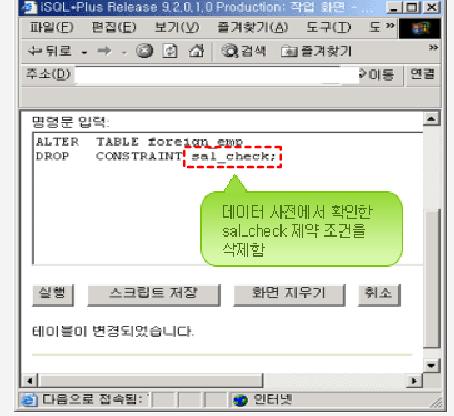 iSQL*Plus Release 9.2.0.1.0 Production: 작업 화면 - ...
파일(F) 편집(E) 보기(V) 즐겨찾기(A) 도구(T) 도 »
뒤로 검색 즐겨찾기 »
주소(D) 이동 연결
명령문 입력:
ALTER TABLE foreign_emp
DROP CONSTRAINT sal_check;
데이터 사전에서 확인한
sal_check 제약 조건을
삭제함
실행 스크립트 저장 화면 지우기 취소
테이블이 변경되었습니다.
다음으로 접속됨: 인터넷